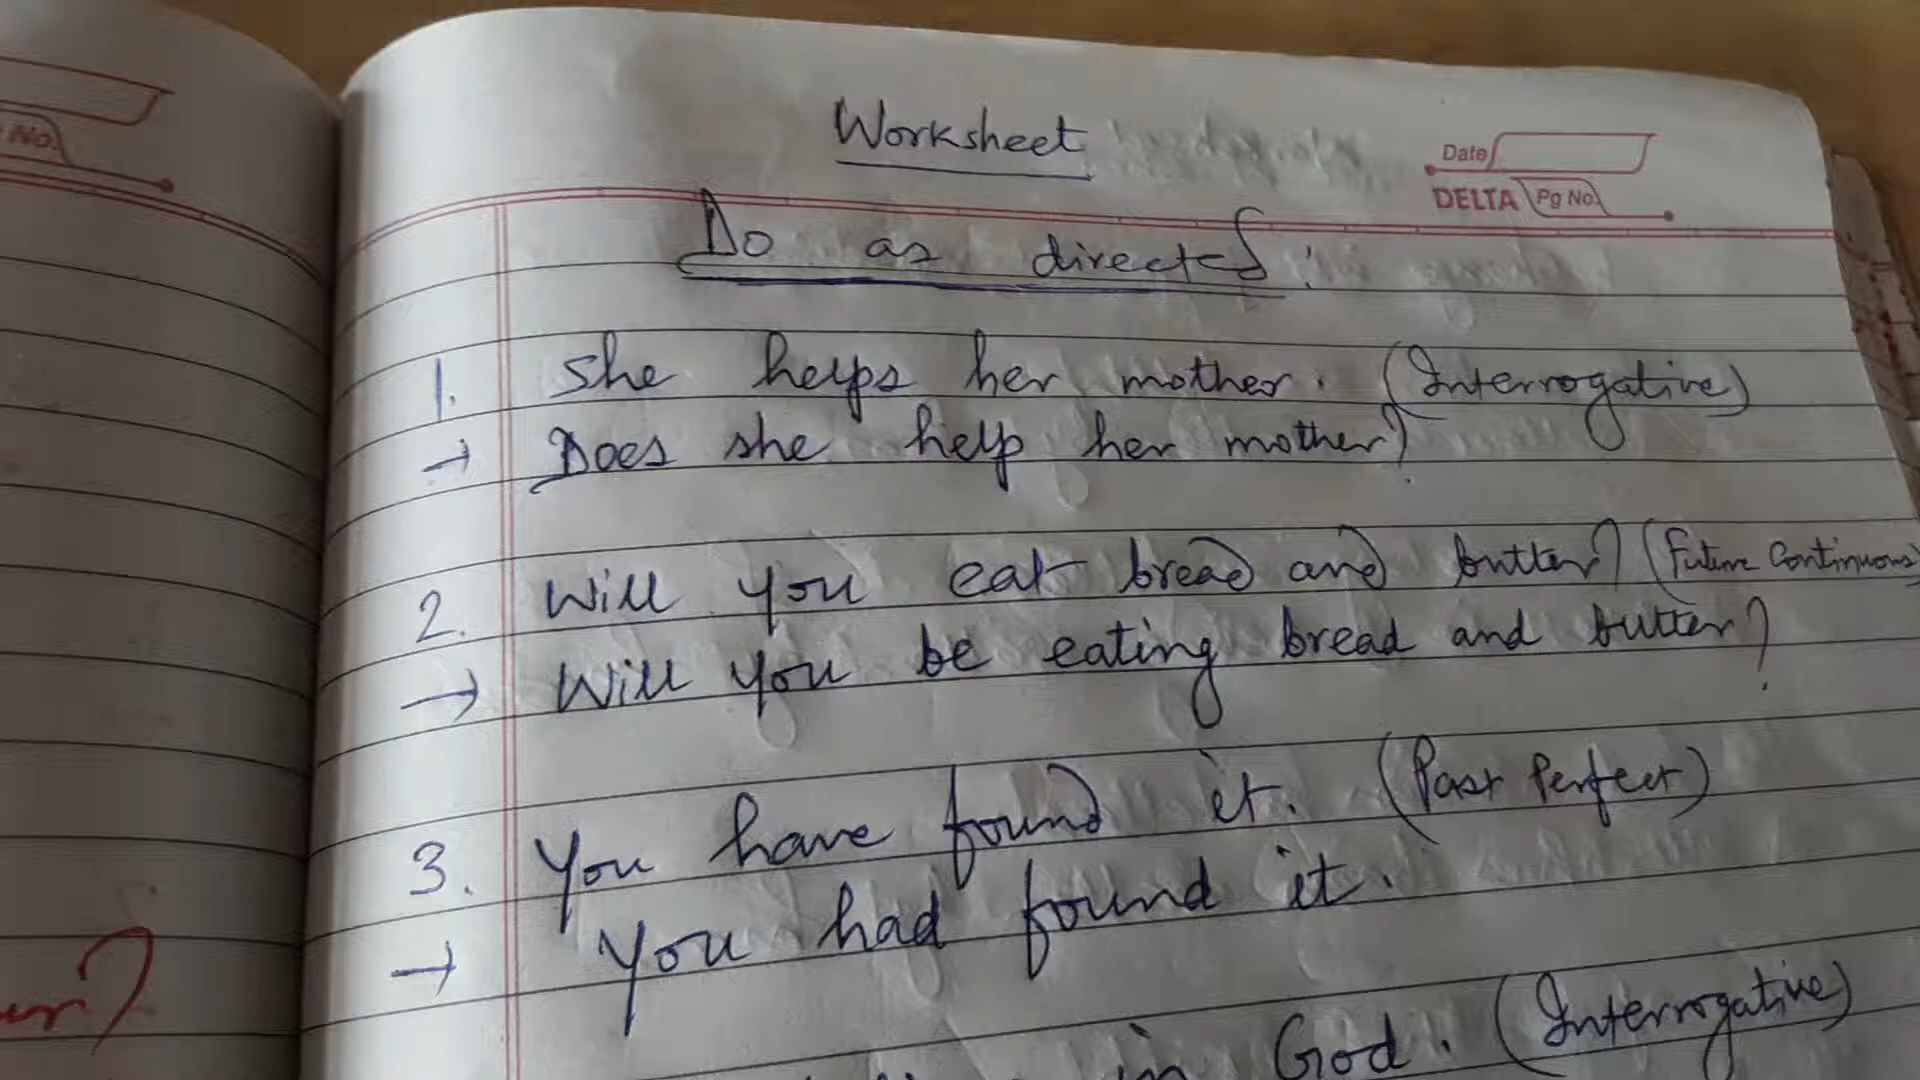 No.
Worksheet
Date
DELTA Pg No.
Do as directed :
1. She helps her mother. (Interrogative)
→ Does she help her mother?
2. Will you eat bread and butter? (Future Continuous)
→ Will you be eating bread and butter?
3. You have found it. (Past Perfect)
→ You had found it.
in God. (Interrogative)